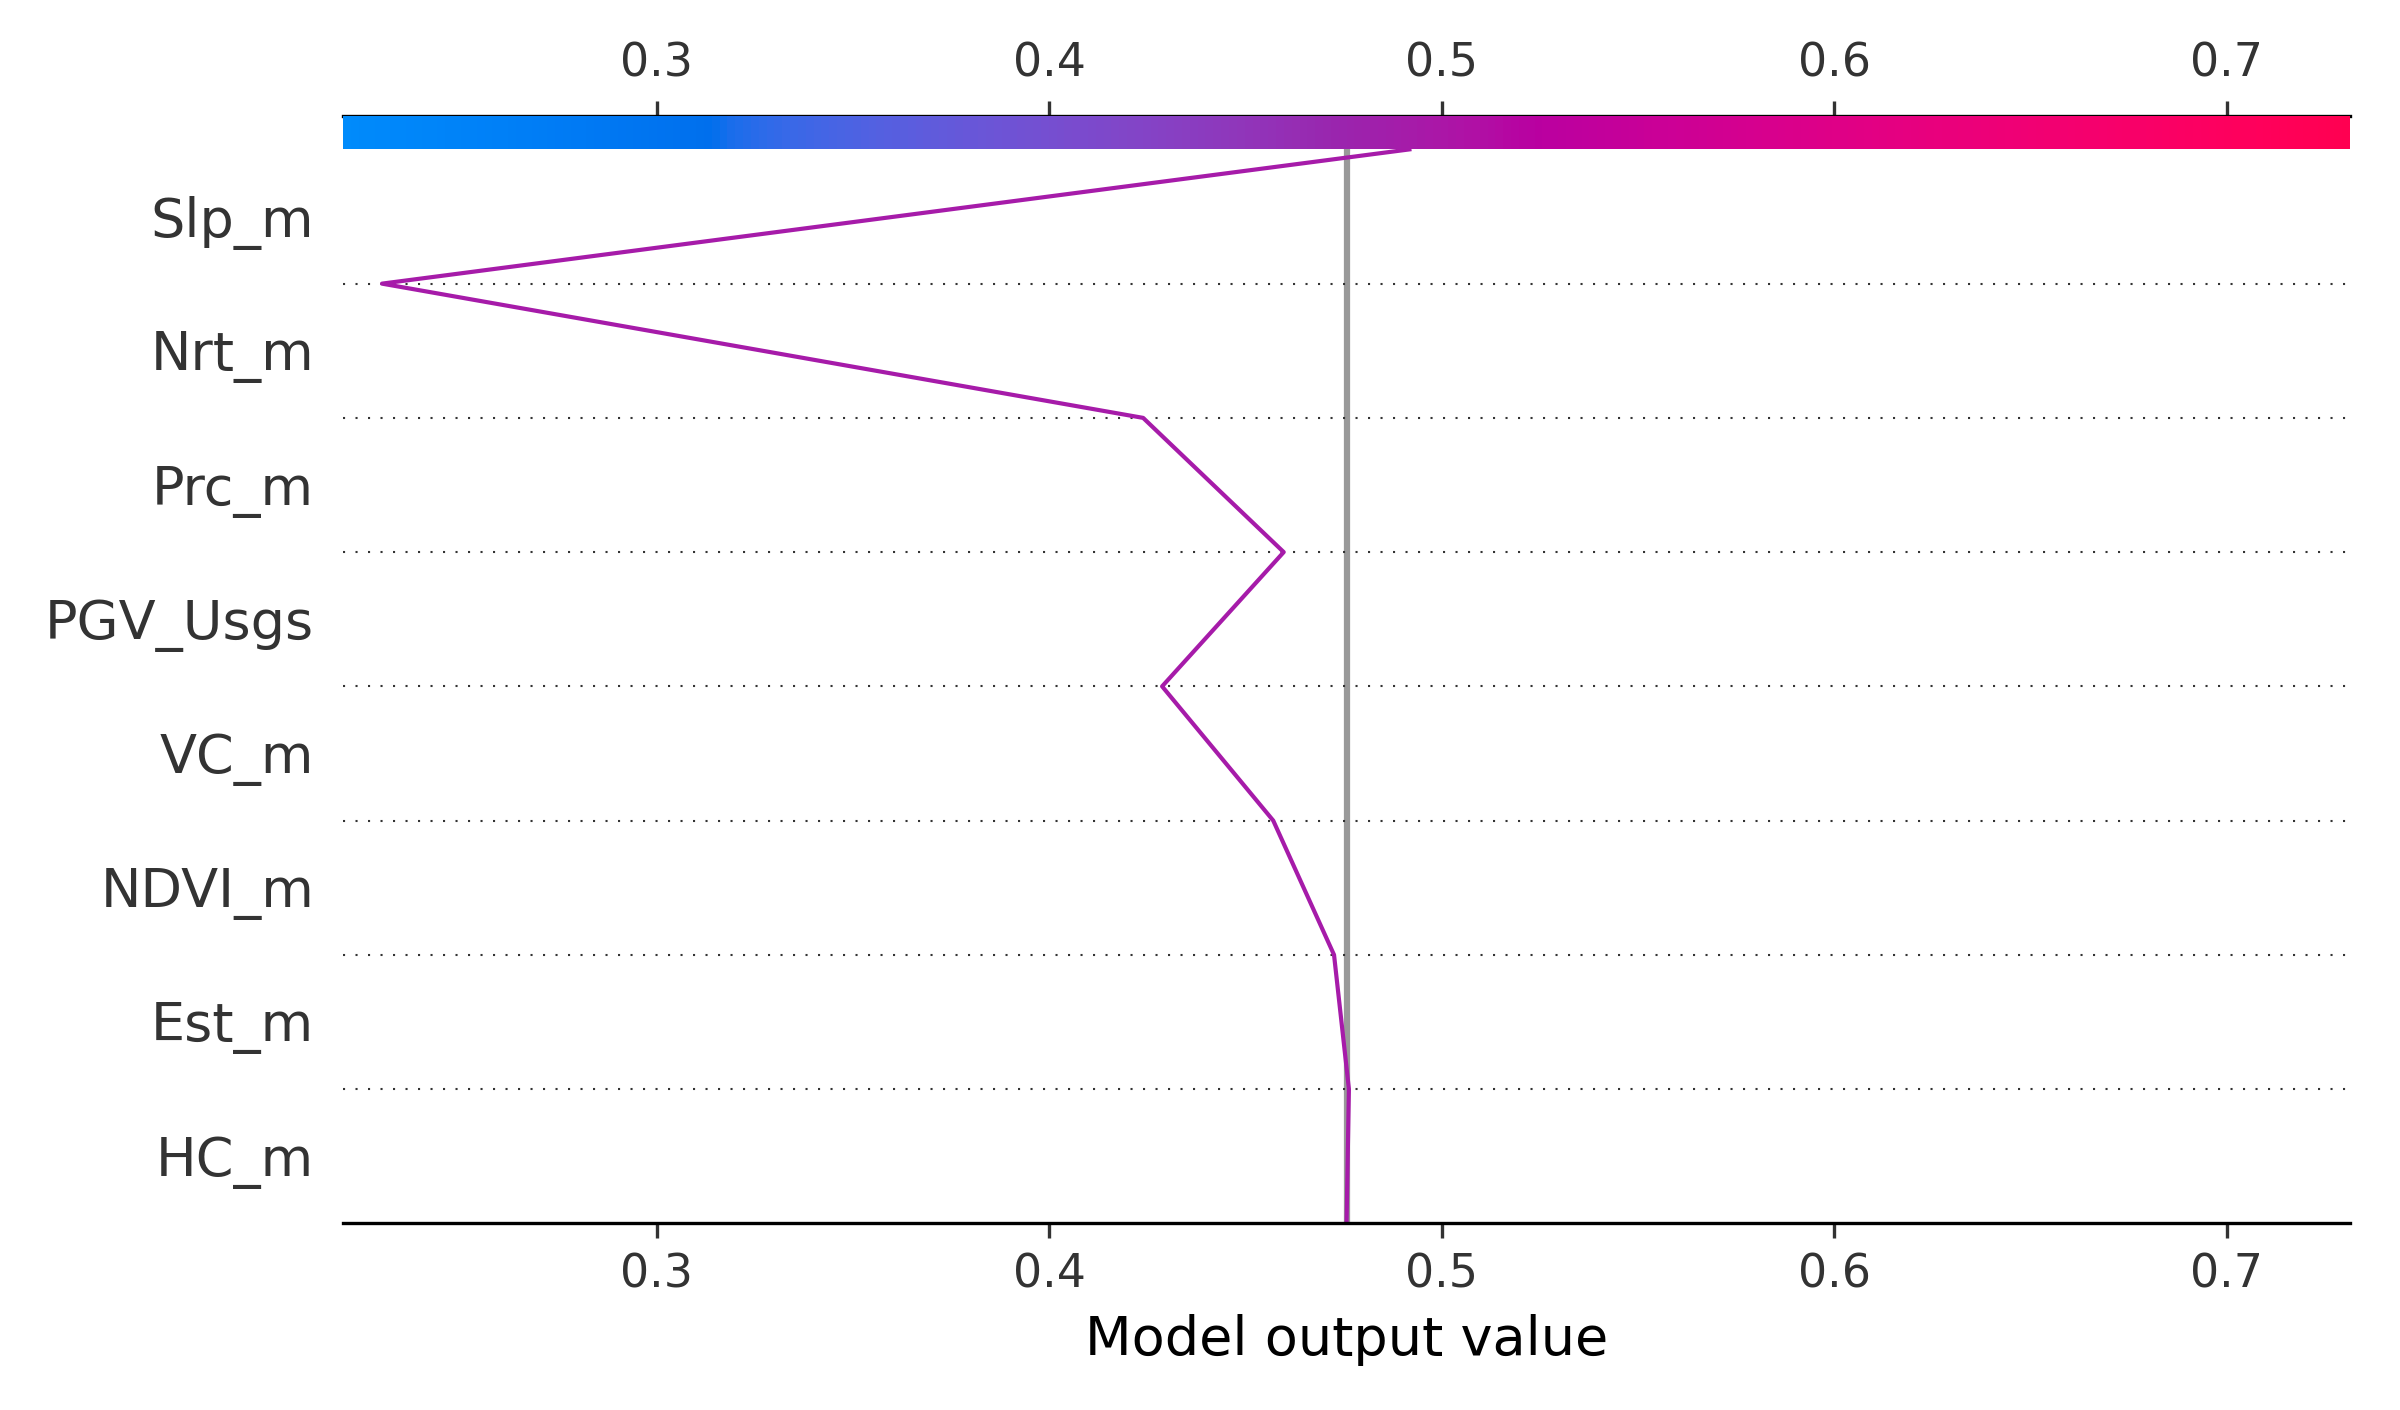 0.3 0.4 0.5 0.6 0.7
Slp_m
Nrt_m
Prc_m
PGV_Usgs
VC_m
NDVI_m
Est_m
HC_m
0.3 0.4 0.5 0.6 0.7
Model output value